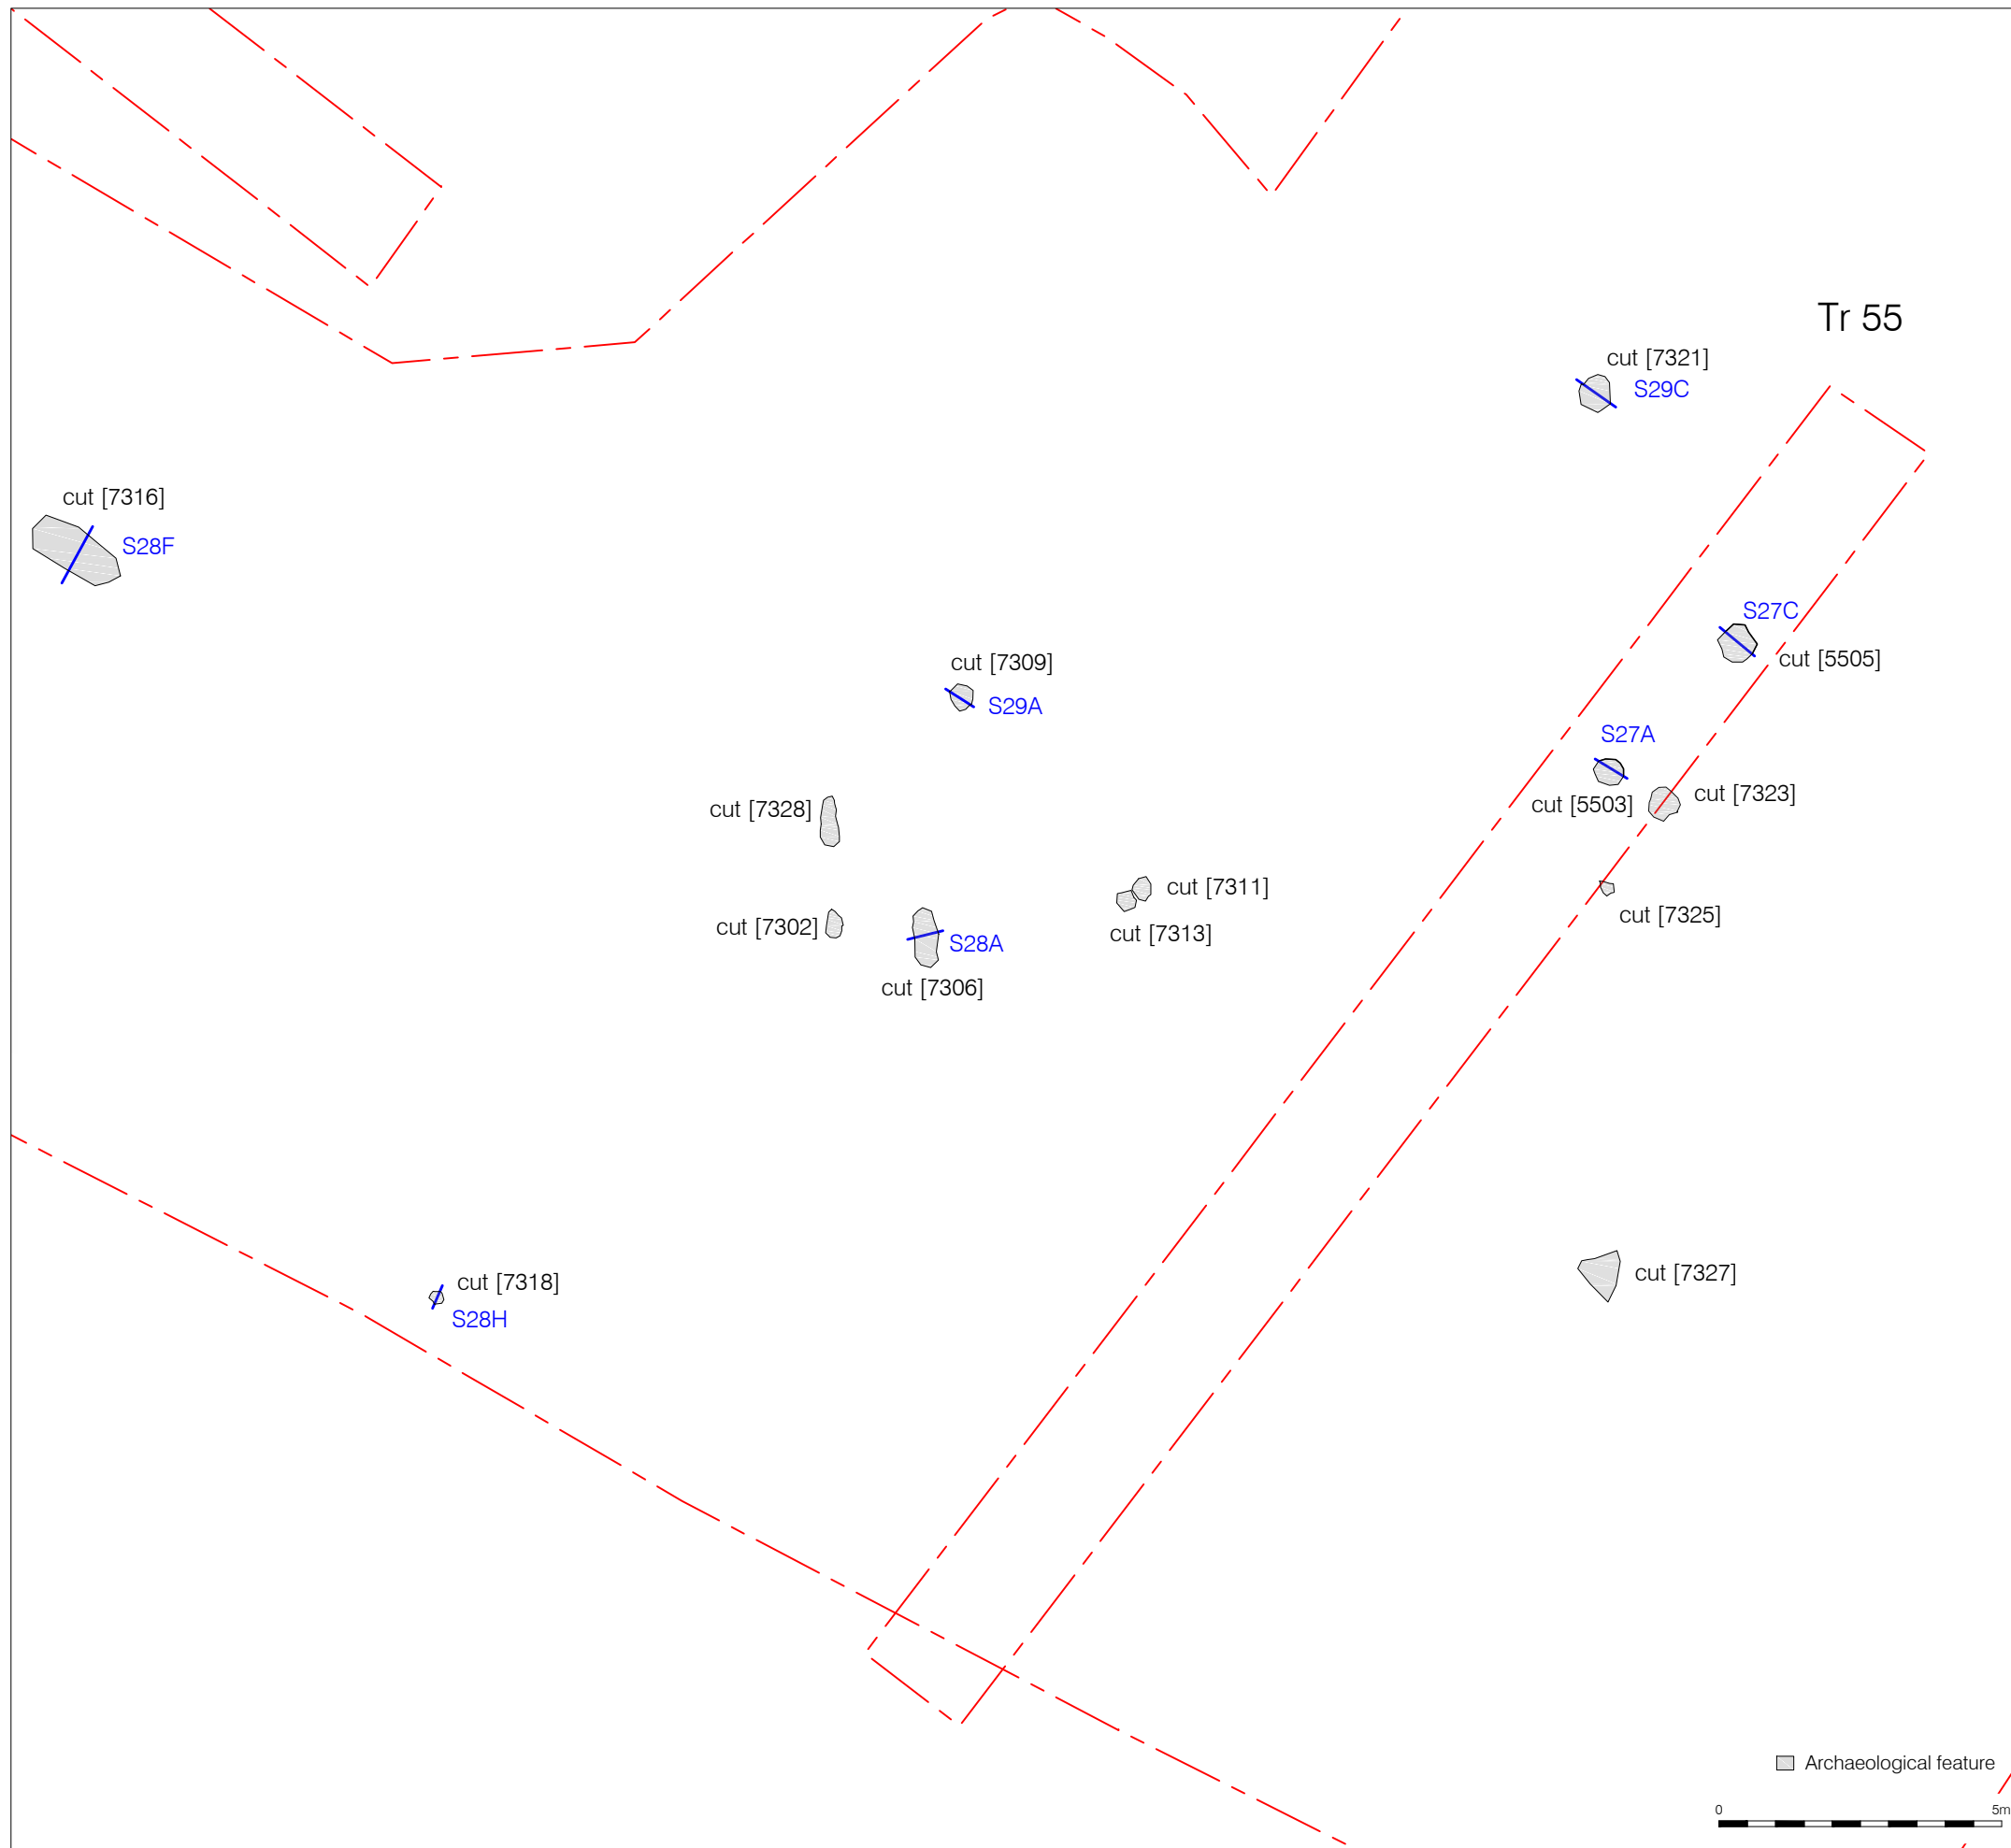 Tr 55
cut [7321]
S29C
cut [7316]
S28F
S27C
cut [5505]
cut [7309]
S29A
S27A
cut [7323]
cut [5503]
cut [7328]
cut [7311]
cut [7325]
cut [7302]
cut [7313]
S28A
cut [7306]
cut [7327]
cut [7318]
S28H
Archaeological feature
0 5m